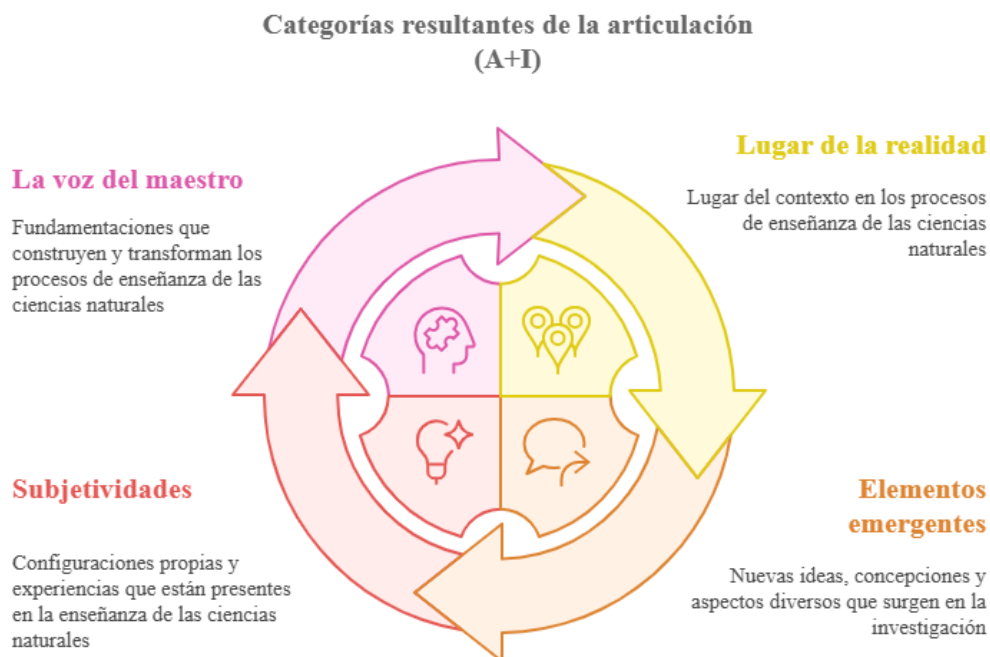 Categorías resultantes de la articulación
(A+I)
La voz del maestro
Fundamentaciones que
construyen y transforman los
procesos de enseñanza de las
ciencias naturales
Lugar de la realidad
Lugar del contexto en los procesos
de enseñanza de las ciencias
naturales
Subjetividades
Configuraciones propias y
experiencias que están presentes
en la enseñanza de las ciencias
naturales
Elementos
emergentes
Nuevas ideas, concepciones y
aspectos diversos que surgen en la
investigación